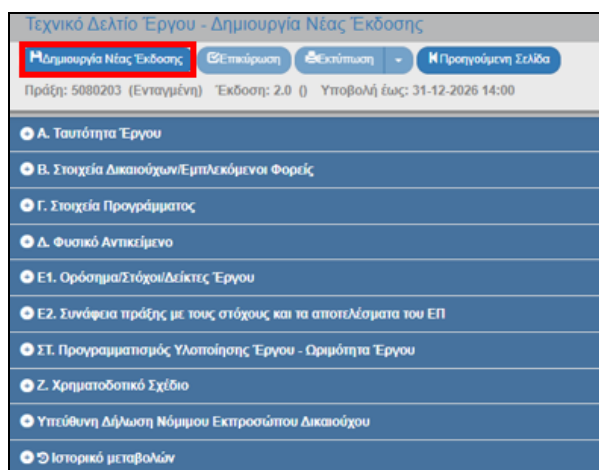 Τεχνικό Δελτίο Έργου - Δημιουργία Νέας Έκδοσης
Δημιουργία Νέας Έκδοσης Επικύρωση Εκτύπωση Προηγούμενη Σελίδα
Πράξη: 5080203 (Ενταγμένη) Έκδοση: 2.0 () Υποβολή έως: 31-12-2026 14:00
Α. Ταυτότητα Έργου
Β. Στοιχεία Δικαιούχων/Εμπλεκόμενοι Φορείς
Γ. Στοιχεία Προγράμματος
Δ. Φυσικό Αντικείμενο
Ε1. Ορόσημα/Στόχοι/Δείκτες Έργου
Ε2. Συνάφεια πράξης με τους στόχους και τα αποτελέσματα του ΕΠ
ΣΤ. Προγραμματισμός Υλοποίησης Έργου - Ωριμότητα Έργου
Ζ. Χρηματοδοτικό Σχέδιο
Υπεύθυνη Δήλωση Νόμιμου Εκπροσώπου Δικαιούχου
Ιστορικό μεταβολών